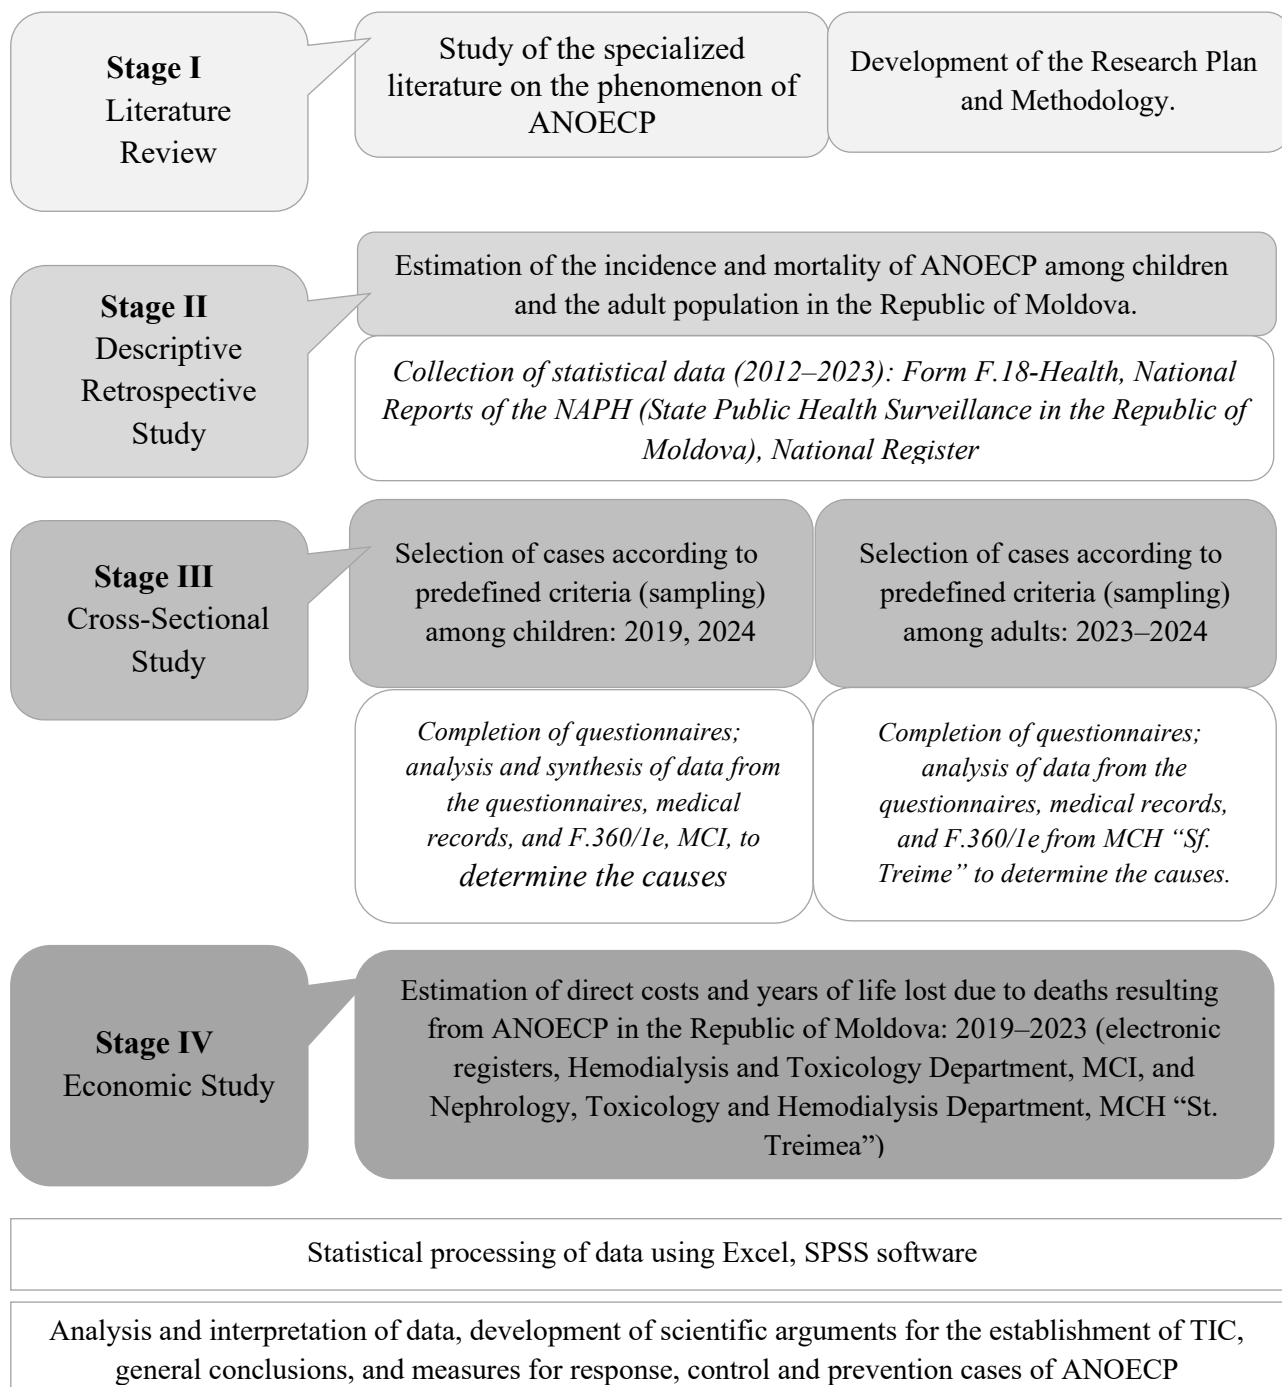 Stage I
Literature
Review
Study of the specialized
literature on the phenomenon of
ANOECP
Development of the Research Plan
and Methodology.
Stage II
Descriptive
Retrospective
Study
Estimation of the incidence and mortality of ANOECP among children
and the adult population in the Republic of Moldova.
Collection of statistical data (2012–2023): Form F.18-Health, National
Reports of the NAPH (State Public Health Surveillance in the Republic of
Moldova), National Register
Stage III
Cross-Sectional
Study
Selection of cases according to
predefined criteria (sampling)
among children: 2019, 2024
Selection of cases according to
predefined criteria (sampling)
among adults: 2023–2024
Completion of questionnaires;
analysis and synthesis of data from
the questionnaires, medical
records, and F.360/1e, MCI, to
determine the causes
Completion of questionnaires;
analysis of data from the
questionnaires, medical records,
and F.360/1e from MCH “Sf.
Treime” to determine the causes.
Stage IV
Economic Study
Estimation of direct costs and years of life lost due to deaths resulting
from ANOECP in the Republic of Moldova: 2019–2023 (electronic
registers, Hemodialysis and Toxicology Department, MCI, and
Nephrology, Toxicology and Hemodialysis Department, MCH “St.
Treimea”)
Statistical processing of data using Excel, SPSS software
Analysis and interpretation of data, development of scientific arguments for the establishment of TIC,
general conclusions, and measures for response, control and prevention cases of ANOECP